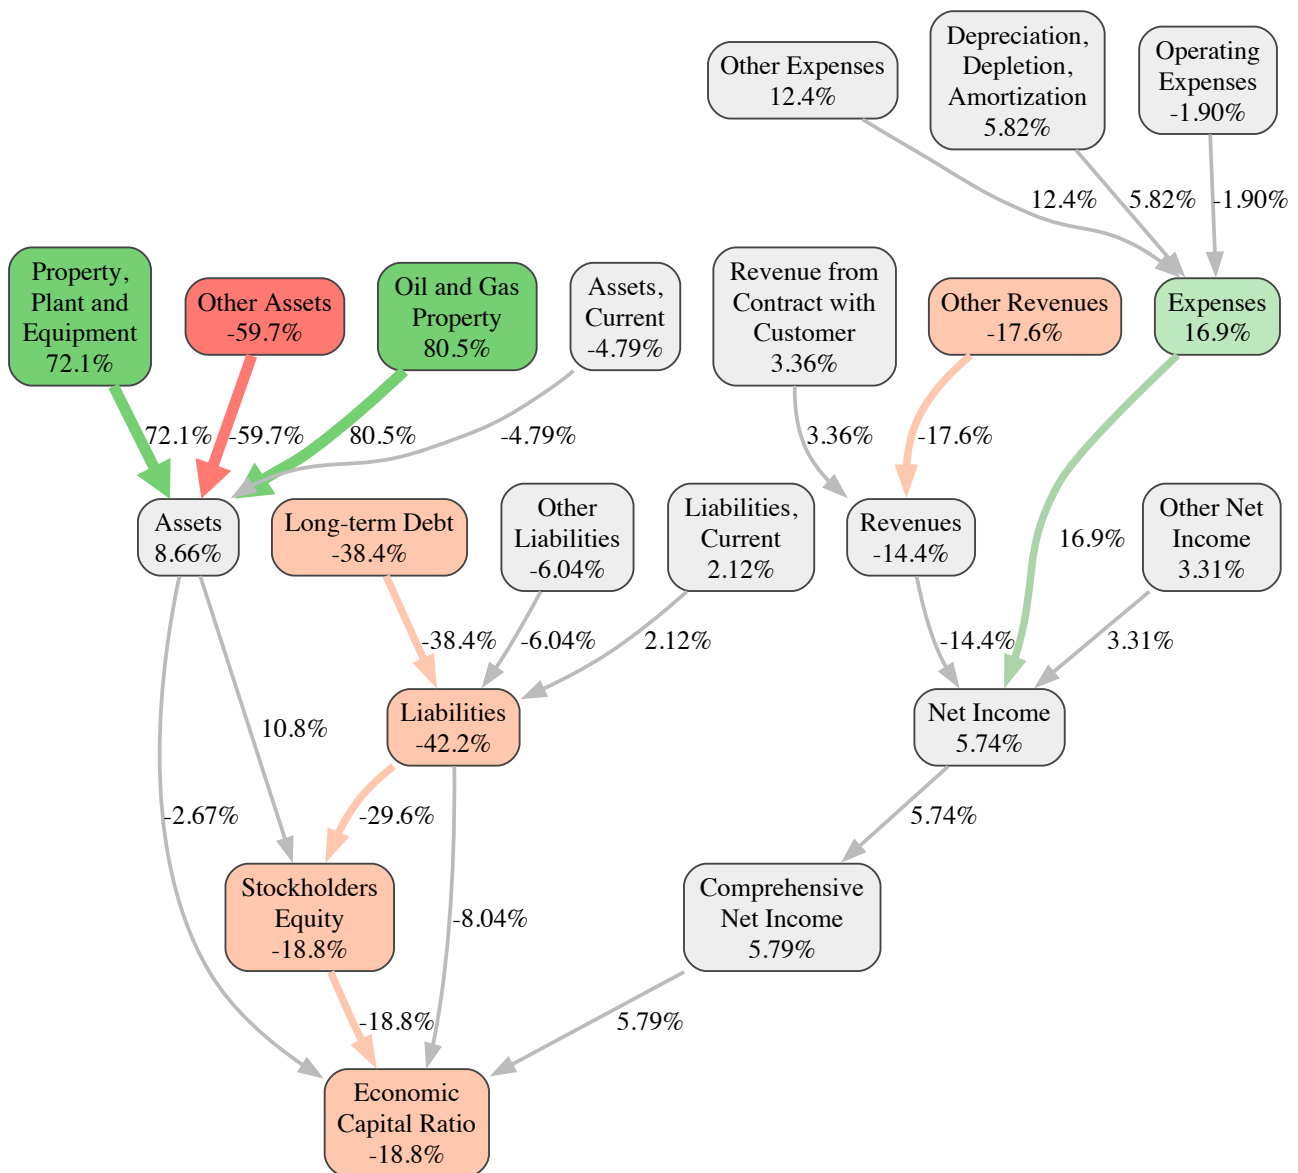 Other Expenses
12.4%
Depreciation,
Depletion,
Amortization
5.82%
Operating
Expenses
-1.90%
12.4%
5.82%
-1.90%
Property,
Plant and
Equipment
72.1%
Other Assets
-59.7%
Oil and Gas
Property
80.5%
Assets,
Current
-4.79%
Revenue from
Contract with
Customer
3.36%
Other Revenues
-17.6%
Expenses
16.9%
72.1%
-59.7%
80.5%
-4.79%
3.36%
-17.6%
16.9%
Assets
8.66%
Long-term Debt
-38.4%
Other
Liabilities
-6.04%
Liabilities,
Current
2.12%
Revenues
-14.4%
Other Net
Income
3.31%
-38.4%
-6.04%
2.12%
-14.4%
3.31%
10.8%
Liabilities
-42.2%
Net Income
5.74%
-2.67%
-29.6%
5.74%
Stockholders
Equity
-18.8%
-8.04%
Comprehensive
Net Income
5.79%
-18.8%
5.79%
Economic
Capital Ratio
-18.8%